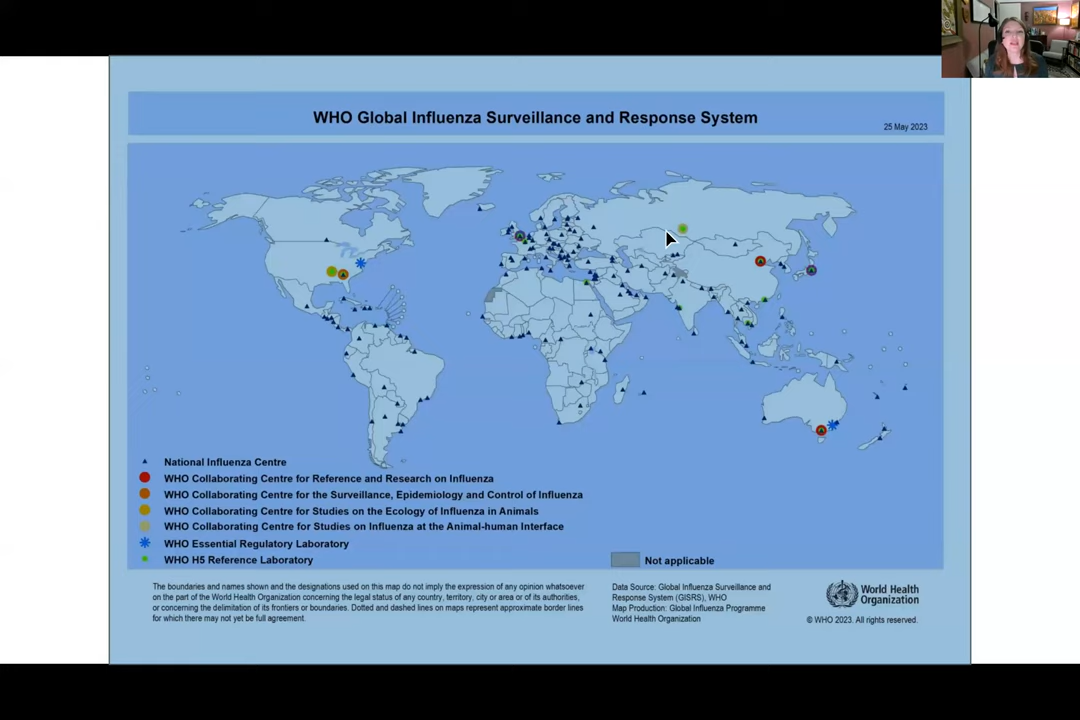 WHO Global Influenza Surveillance and Response System
25 May 2023
National Influenza Centre
WHO Collaborating Centre for Reference and Research on Influenza
WHO Collaborating Centre for the Surveillance, Epidemiology and Control of Influenza
WHO Collaborating Centre for Studies on the Ecology of Influenza in Animals
WHO Collaborating Centre for Studies on Influenza at the Animal-human Interface
WHO Essential Regulatory Laboratory
WHO H5 Reference Laboratory
Not applicable
The boundaries and names shown and the designations used on this map do not imply the expression of any opinion whatsoever
on the part of the World Health Organization concerning the legal status of any country, territory, city or area or of its authorities,
or concerning the delimitation of its frontiers or boundaries. Dotted and dashed lines on maps represent approximate border lines
for which there may not yet be full agreement.
Data Source: Global Influenza Surveillance and
Response System (GISRS), WHO
Map Production: Global Influenza Programme
World Health Organization
World Health
Organization
© WHO 2023. All rights reserved.